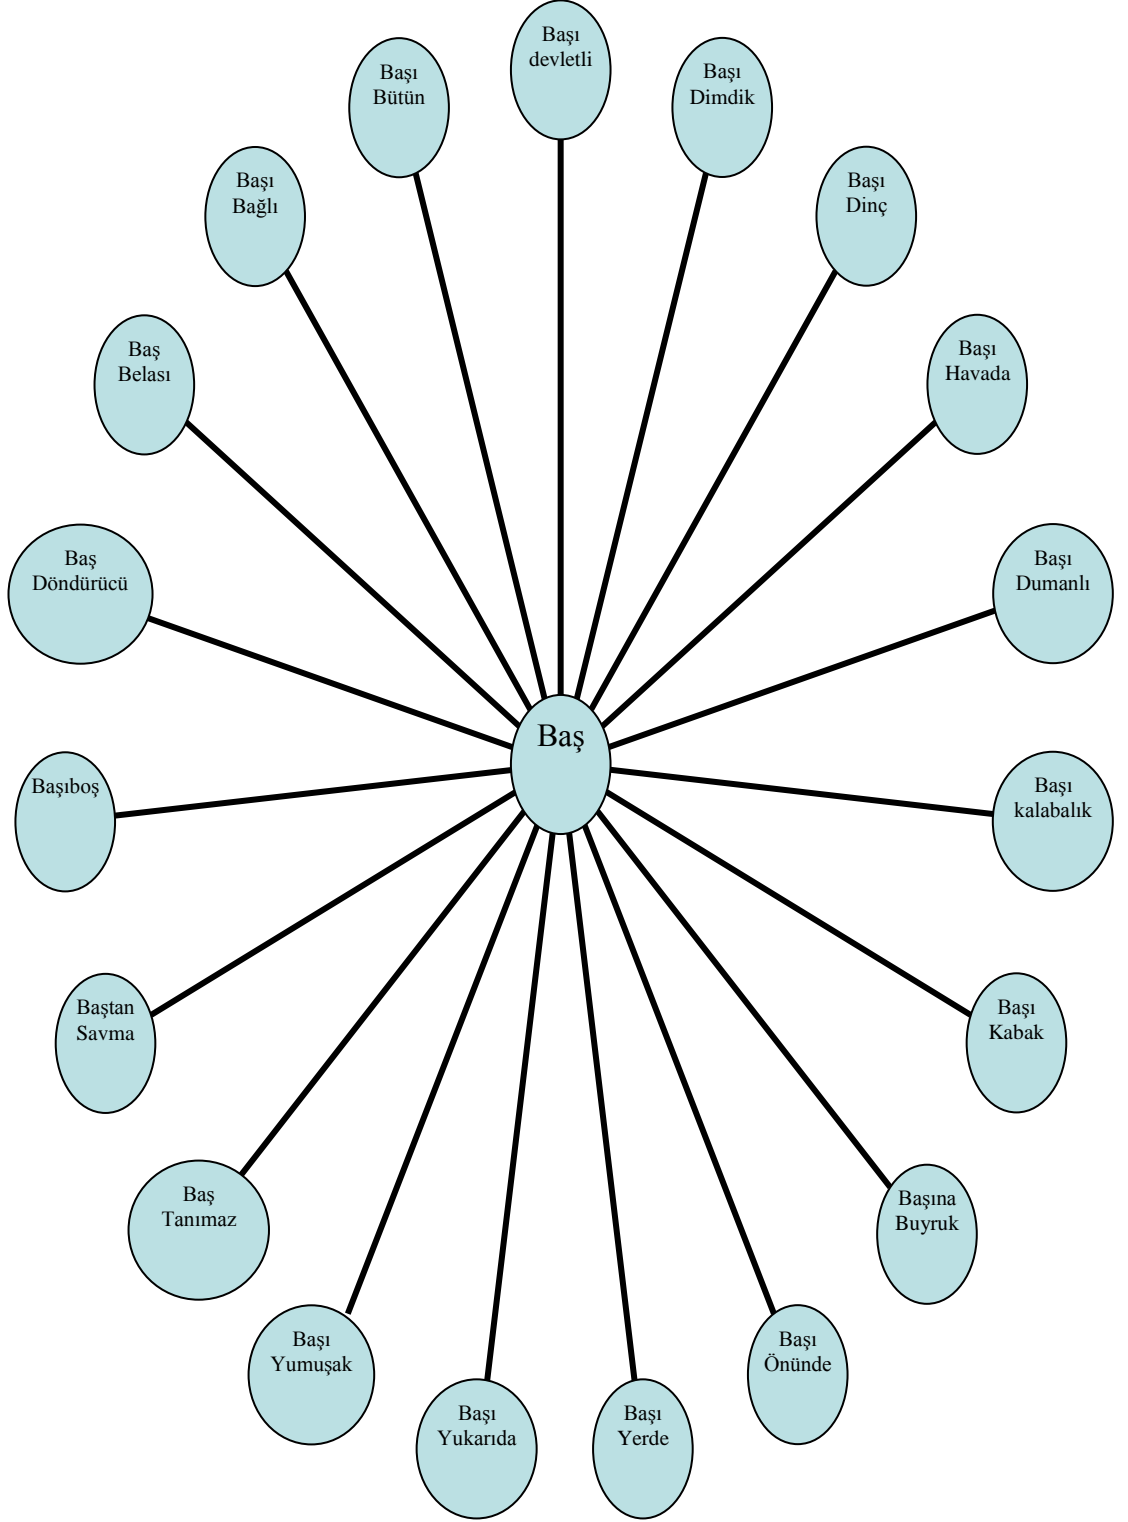 Başı
devletli
Başı
Bütün
Başı
Dimdik
Başı
Bağlı
Başı
Dinç
Baş
Belası
Başı
Havada
Baş
Döndürücü
Başı
Dumanlı
Baş
Başıboş
Başı
kalabalık
Baştan
Savma
Başı
Kabak
Baş
Tanımaz
Başına
Buyruk
Başı
Yumuşak
Başı
Önünde
Başı
Yukarıda
Başı
Yerde